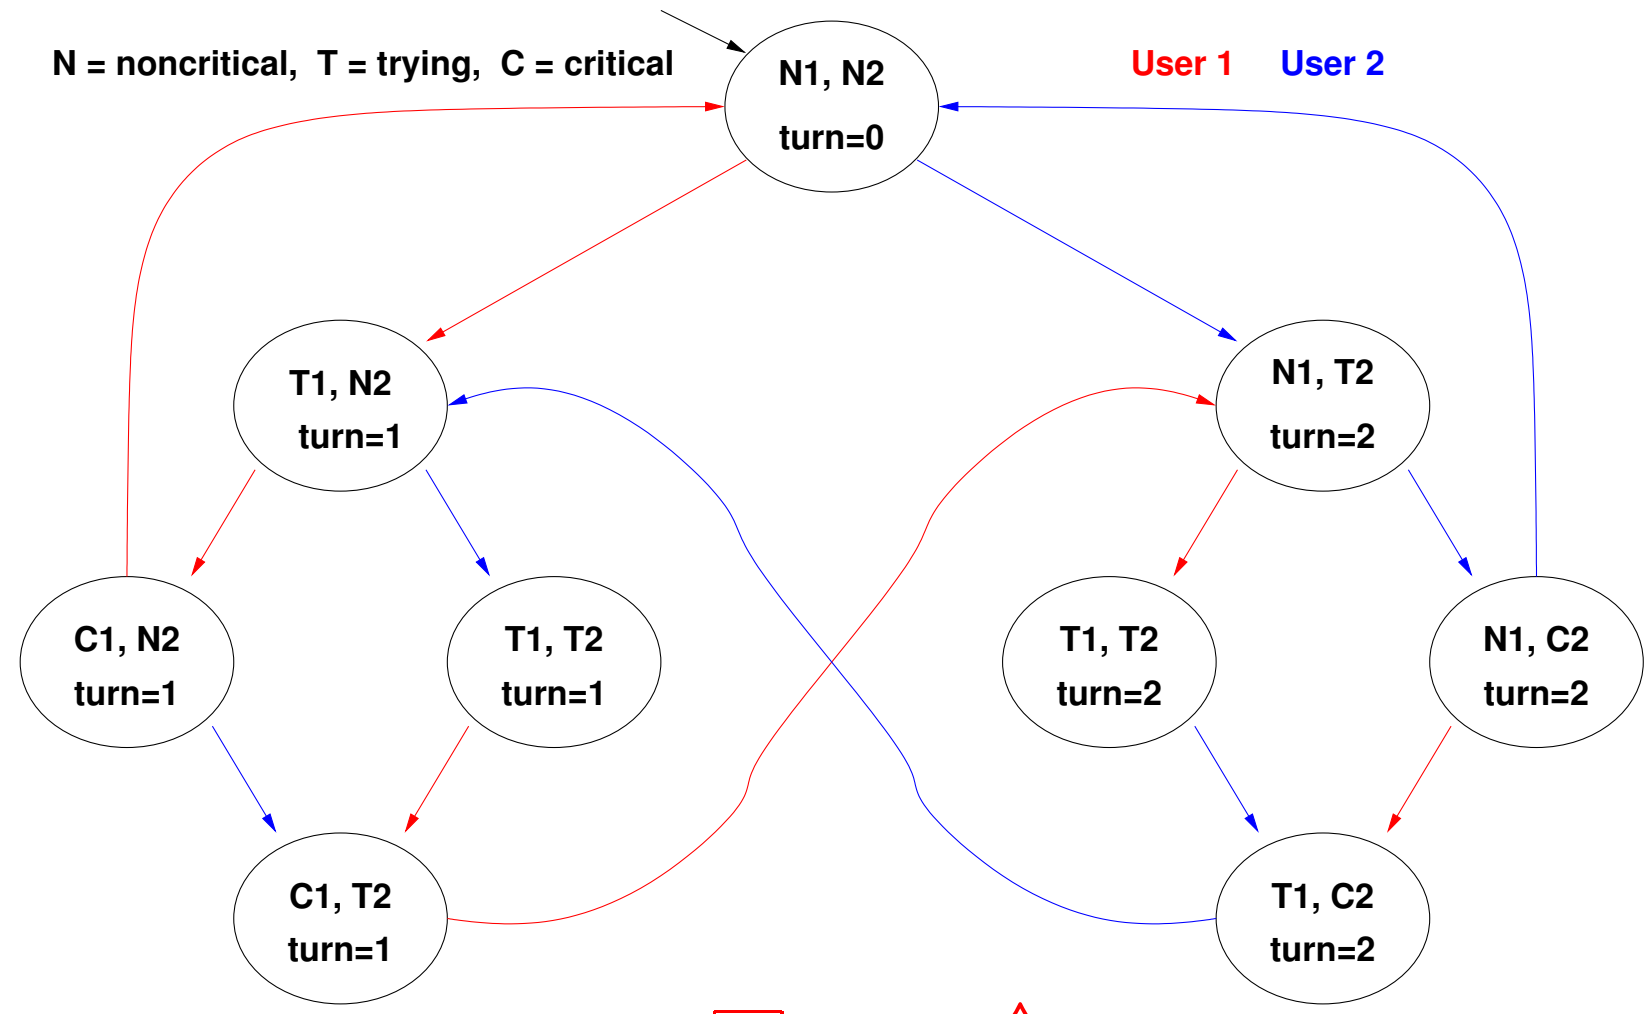 N = noncritical, T = trying, C = critical
User 1 User 2
N1, N2
turn=0
T1, N2
turn=1
N1, T2
turn=2
C1, N2
turn=1
T1, T2
turn=1
T1, T2
turn=2
N1, C2
turn=2
C1, T2
turn=1
T1, C2
turn=2